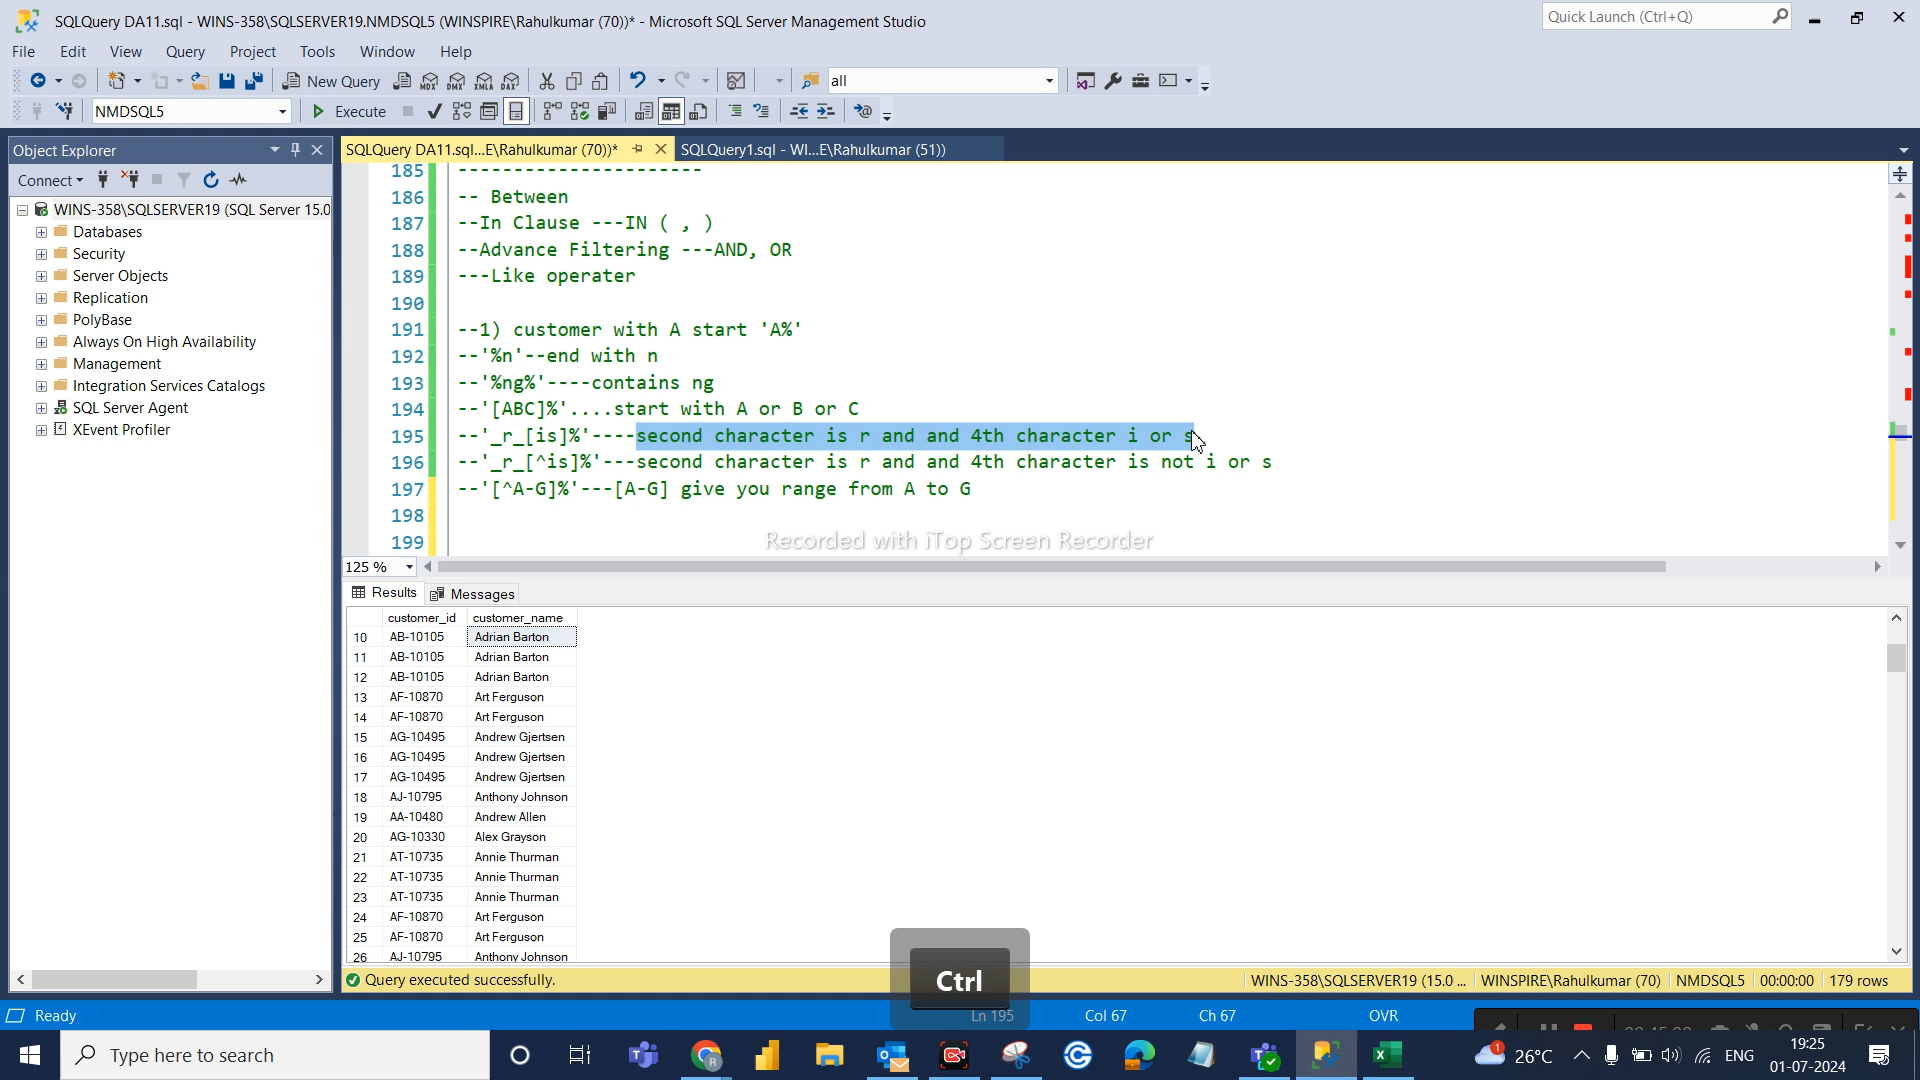 SQLQuery DA11.sql - WINS-358\SQLSERVER19.NMDSQL5 (WINSPIRE\Rahulkumar (70))* - Microsoft SQL Server Management Studio
Quick Launch (Ctrl+Q)
File Edit View Query Project Tools Window Help
New Query MDX DMX XMLA DAX all
NMDSQL5 Execute
Object Explorer
SQLQuery DA11.sql...E\Rahulkumar (70))*
SQLQuery1.sql - WI...E\Rahulkumar (51))
Connect
WINS-358\SQLSERVER19 (SQL Server 15.0
Databases
Security
Server Objects
Replication
PolyBase
Always On High Availability
Management
Integration Services Catalogs
SQL Server Agent
XEvent Profiler
185 ----------------------
186 -- Between
187 --In Clause ---IN ( , )
188 --Advance Filtering ---AND, OR
189 ---Like operater
190
191 --1) customer with A start 'A%'
192 --'%n'--end with n
193 --'%ng%'----contains ng
194 --'[ABC]%'....start with A or B or C
195 --'_r_[is]%'----second character is r and and 4th character i or s
196 --'_r_[^is]%'---second character is r and and 4th character is not i or s
197 --'[^A-G]%'---[A-G] give you range from A to G
198
199
Recorded with iTop Screen Recorder
125 %
Results Messages
customer_id customer_name
10 AB-10105 Adrian Barton
11 AB-10105 Adrian Barton
12 AB-10105 Adrian Barton
13 AF-10870 Art Ferguson
14 AF-10870 Art Ferguson
15 AG-10495 Andrew Gjertsen
16 AG-10495 Andrew Gjertsen
17 AG-10495 Andrew Gjertsen
18 AJ-10795 Anthony Johnson
19 AA-10480 Andrew Allen
20 AG-10330 Alex Grayson
21 AT-10735 Annie Thurman
22 AT-10735 Annie Thurman
23 AT-10735 Annie Thurman
24 AF-10870 Art Ferguson
25 AF-10870 Art Ferguson
26 AJ-10795 Anthony Johnson
Ctrl
Query executed successfully.
WINS-358\SQLSERVER19 (15.0 ... WINSPIRE\Rahulkumar (70) NMDSQL5 00:00:00 179 rows
Ready Ln 195 Col 67 Ch 67 OVR
Type here to search
1 26°C ENG 19:25
01-07-2024